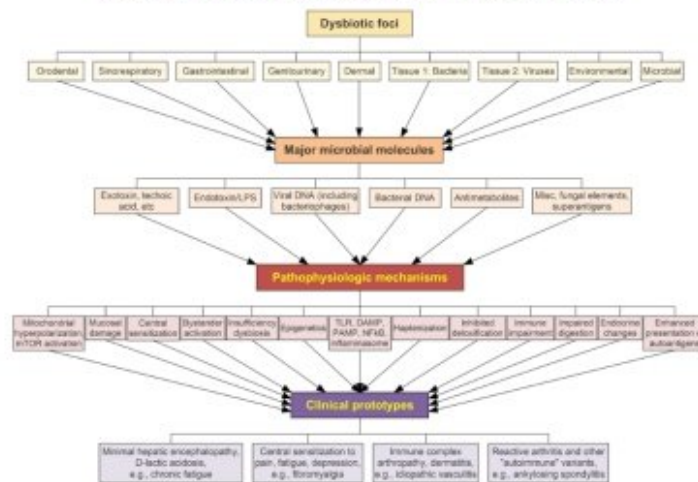 Dysbiotic foci
Orodental
Sinorespiratory
Gastrointestinal
Genitourinary
Dermal
Tissue 1: Bacteria
Tissue 2: Viruses
Environmental
Microbial
Major microbial molecules
Exotoxin, techoic
acid, etc
Endotoxin/LPS
Viral DNA (including
bacteriophages)
Bacterial DNA
Antimetabolites
Misc, fungal elements,
superantigens
Pathophysiologic mechanisms
Mitochondrial
hyperpolarization,
mTOR activation
Mucosal
damage
Central
sensitization
Bystander
activation
Insufficiency
dysbiosis
Epigenetics
TLR, DAMP,
PAMP, NFkB,
inflammasome
Haptenization
Inhibited
detoxification
Immune
impairment
Impaired
digestion
Endocrine
changes
Enhanced
presentation of
autoantigens
Clinical prototypes
Minimal hepatic encephalopathy,
D-lactic acidosis,
e.g., chronic fatigue
Central sensitization to
pain, fatigue, depression,
e.g., fibromyalgia
Immune complex
arthropathy, dermatitis,
e.g., idiopathic vasculitis
Reactive arthritis and other
"autoimmune" variants,
e.g., ankylosing spondylitis